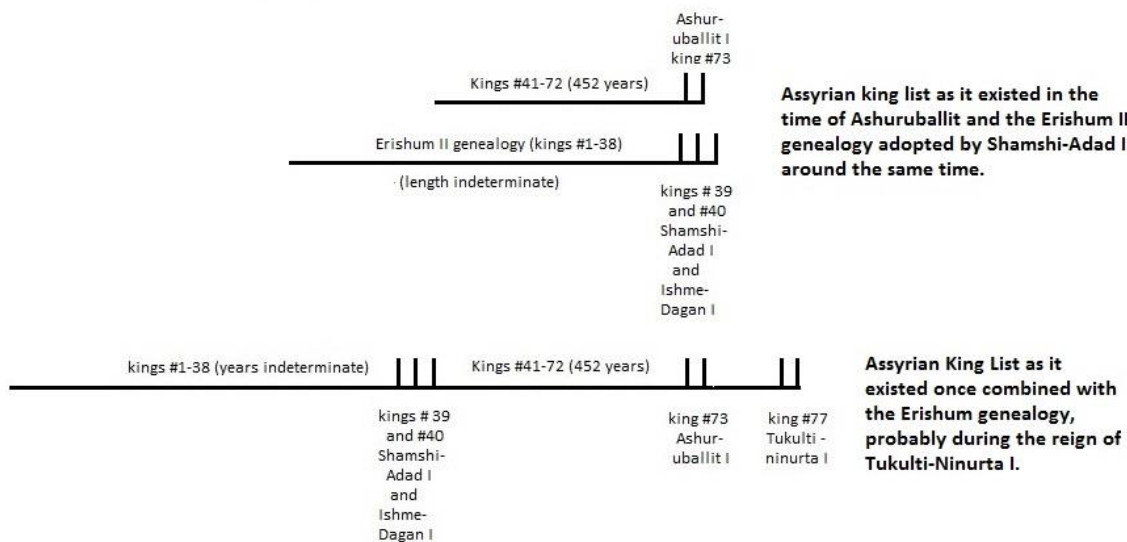 Ashur-
uballit I
king #73
Kings #41-72 (452 years)
Assyrian king list as it existed in the
time of Ashuruballit and the Erishum II
genealogy adopted by Shamshi-Adad I
around the same time.
Erishum II genealogy (kings #1-38)
(length indeterminate)
kings # 39
and #40
Shamshi-
Adad I
and
Ishme-
Dagan I
kings #1-38 (years indeterminate)
Kings #41-72 (452 years)
Assyrian King List as it
existed once combined with
the Erishum genealogy,
probably during the reign of
Tukulti-Ninurta I.
kings # 39
and #40
Shamshi-
Adad I
and
Ishme-
Dagan I
king #73
Ashur-
uballit I
king #77
Tukulti -
ninurta I